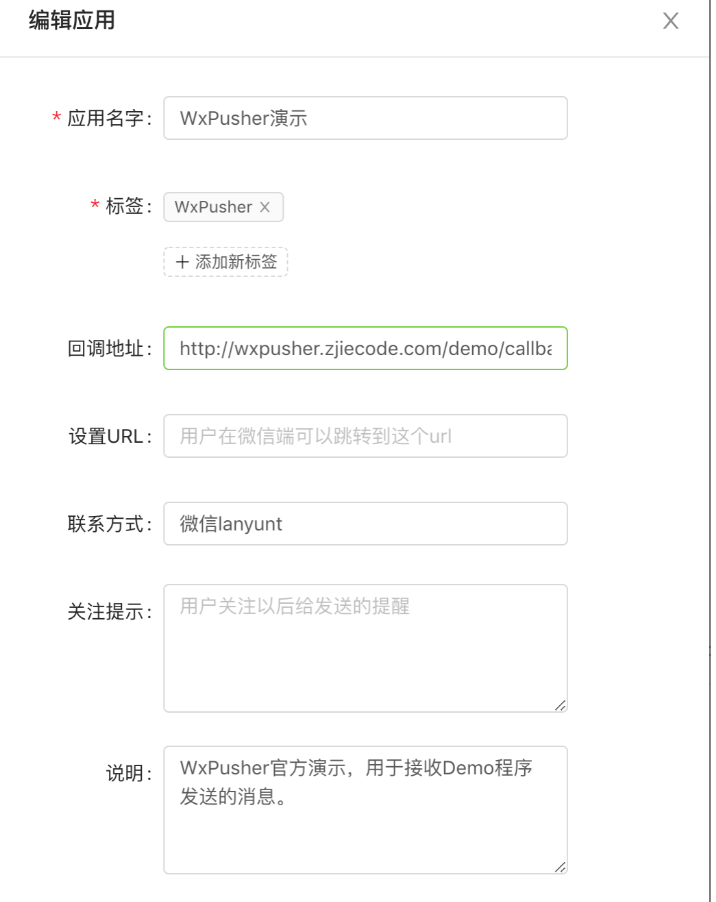 编辑应用
* 应用名字: WxPusher演示
* 标签: WxPusher
+ 添加新标签
回调地址: http://wxpusher.zjiecode.com/demo/callba
设置URL: 用户在微信端可以跳转到这个url
联系方式: 微信lanyunt
关注提示: 用户关注以后给发送的提醒
说明: WxPusher官方演示，用于接收Demo程序
发送的消息。